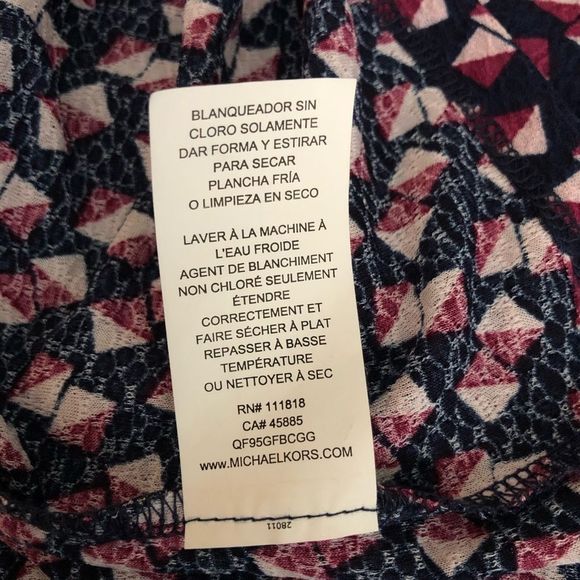 BLANQUEADOR SIN
CLORO SOLAMENTE
DAR FORMA Y ESTIRAR
PARA SECAR
PLANCHA FRÍA
O LIMPIEZA EN SECO
LAVER À LA MACHINE À
L'EAU FROIDE
AGENT DE BLANCHIMENT
NON CHLORÉ SEULEMENT
ÉTENDRE
CORRECTEMENT ET
FAIRE SÉCHER À PLAT
REPASSER À BASSE
TEMPÉRATURE
OU NETTOYER À SEC
RN# 111818
CA# 45885
QF95GFBCGG
WWW.MICHAELKORS.COM
28011